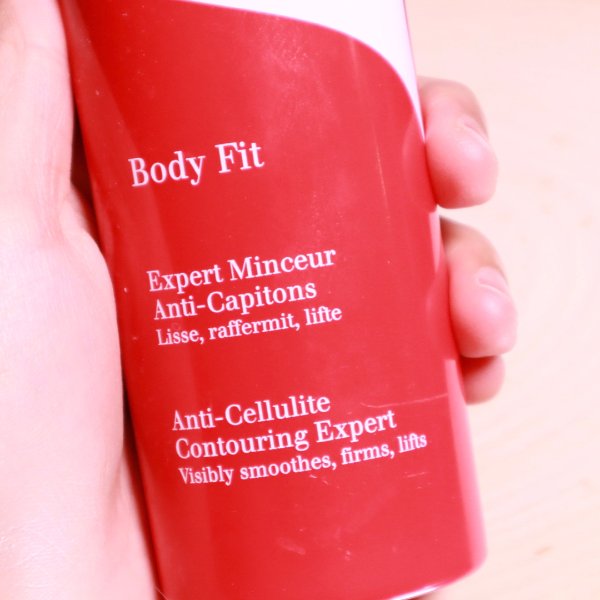 Body Fit
Expert Minceur
Anti-Capitons
Lisse, raffermit, lifte
Anti-Cellulite
Contouring Expert
Visibly smoothes, firms, lifts